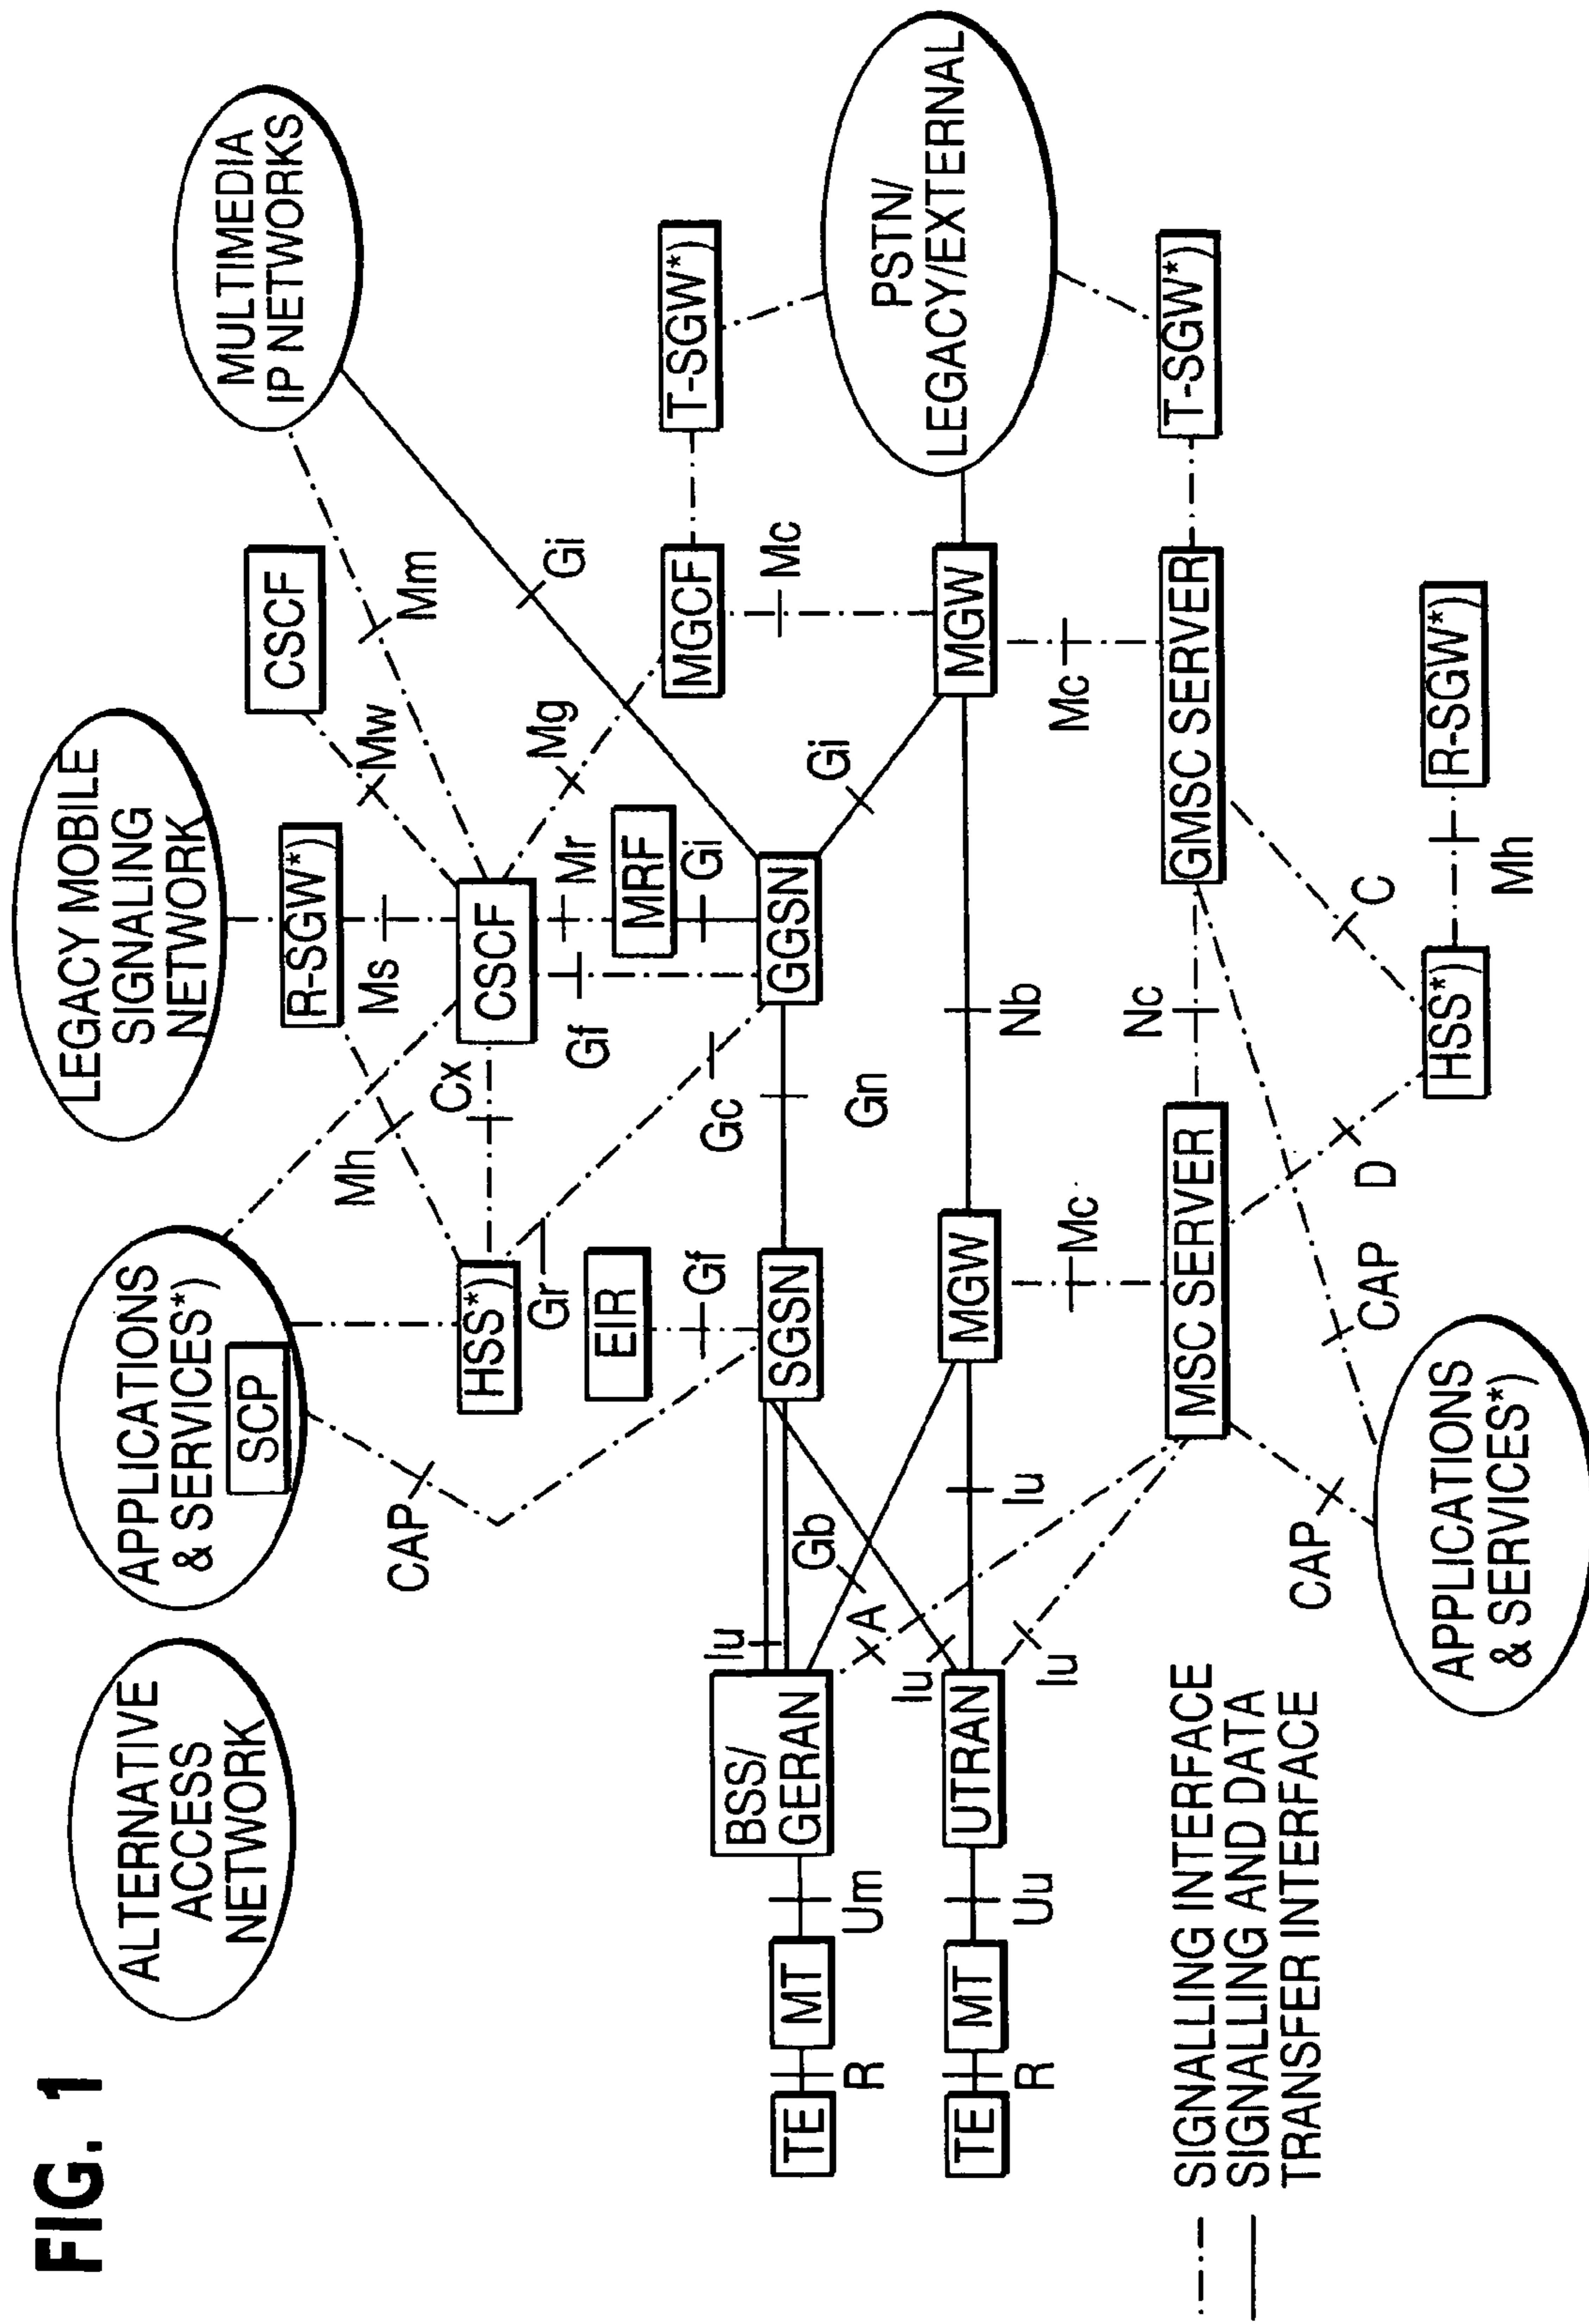 FIG. 1
ALTERNATIVE
ACCESS
NETWORK
APPLICATIONS
& SERVICES*)
SCP
LEGACY MOBILE
SIGNALING
NETWORK
MULTIMEDIA
IP NETWORKS
R-SGW*)
CSCF
Ms
Mw
Mm
Mh
CAP
HSS*)
Cx
CSCF
Gr
Gf
Mr
Mg
Gi
EIR
MRF
MGCF
T-SGW*)
Gf
Gc
Gi
Mc
Iu
SGSN
GGSN
TE
R
MT
Um
BSS/
GERAN
Gb
Gn
Gi
PSTN/
LEGACY/EXTERNAL
A
Iu
TE
R
MT
Uu
UTRAN
Iu
Iu
MGW
Nb
MGW
Mc
Mc
Nc
MSC SERVER
GMSC SERVER
T-SGW*)
CAP
CAP
D
C
HSS*)
Mh
R-SGW*)
APPLICATIONS
& SERVICES*)
SIGNALLING INTERFACE
SIGNALLING AND DATA
TRANSFER INTERFACE